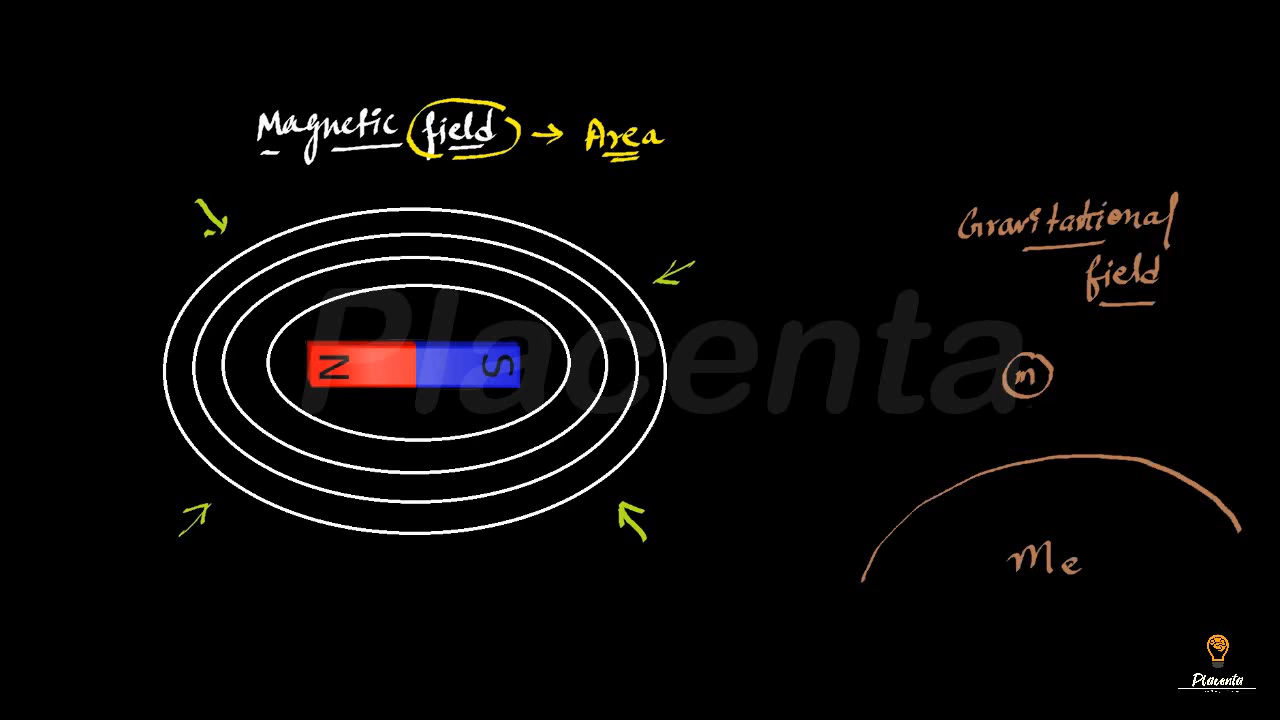 Magnetic field → Area
Gravitational
field
N
S
Placenta
m
Me
Placenta